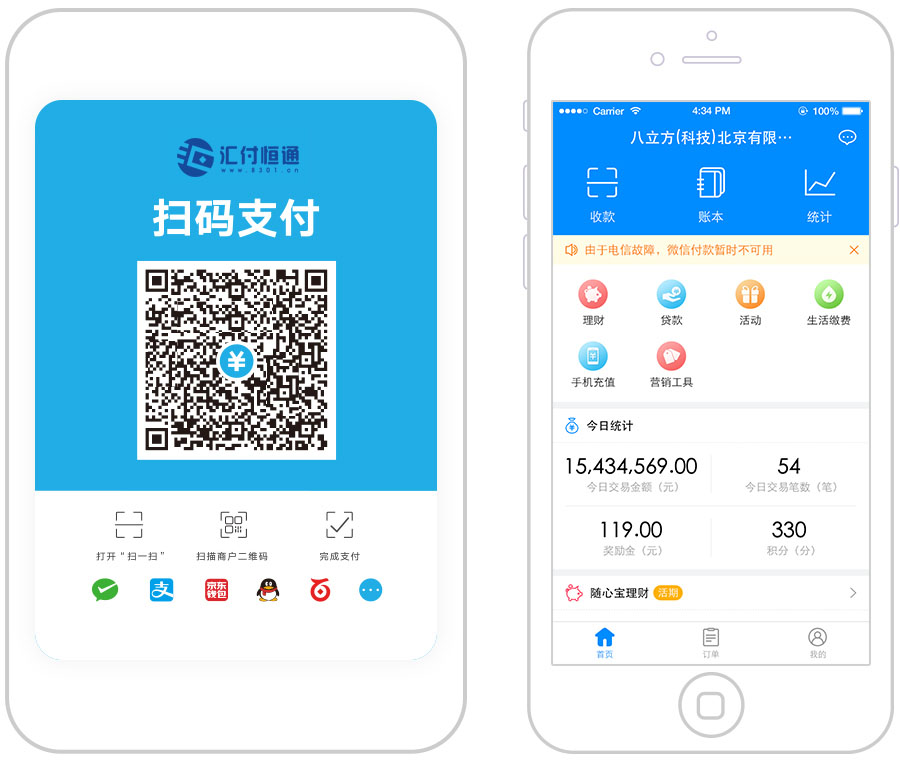 汇付恒通
www.8301.cn
扫码支付
¥
打开“扫一扫”
扫描商户二维码
完成支付
支
京东
钱包
Carrier
4:34 PM
100%
八立方(科技)北京有限…
收款
账本
统计
由于电信故障，微信付款暂时不可用
理财
贷款
活动
生活缴费
手机充值
营销工具
今日统计
15,434,569.00
54
今日交易金额（元）
今日交易笔数（笔）
119.00
330
奖励金（元）
积分（分）
随心宝理财
活期
首页
订单
我的